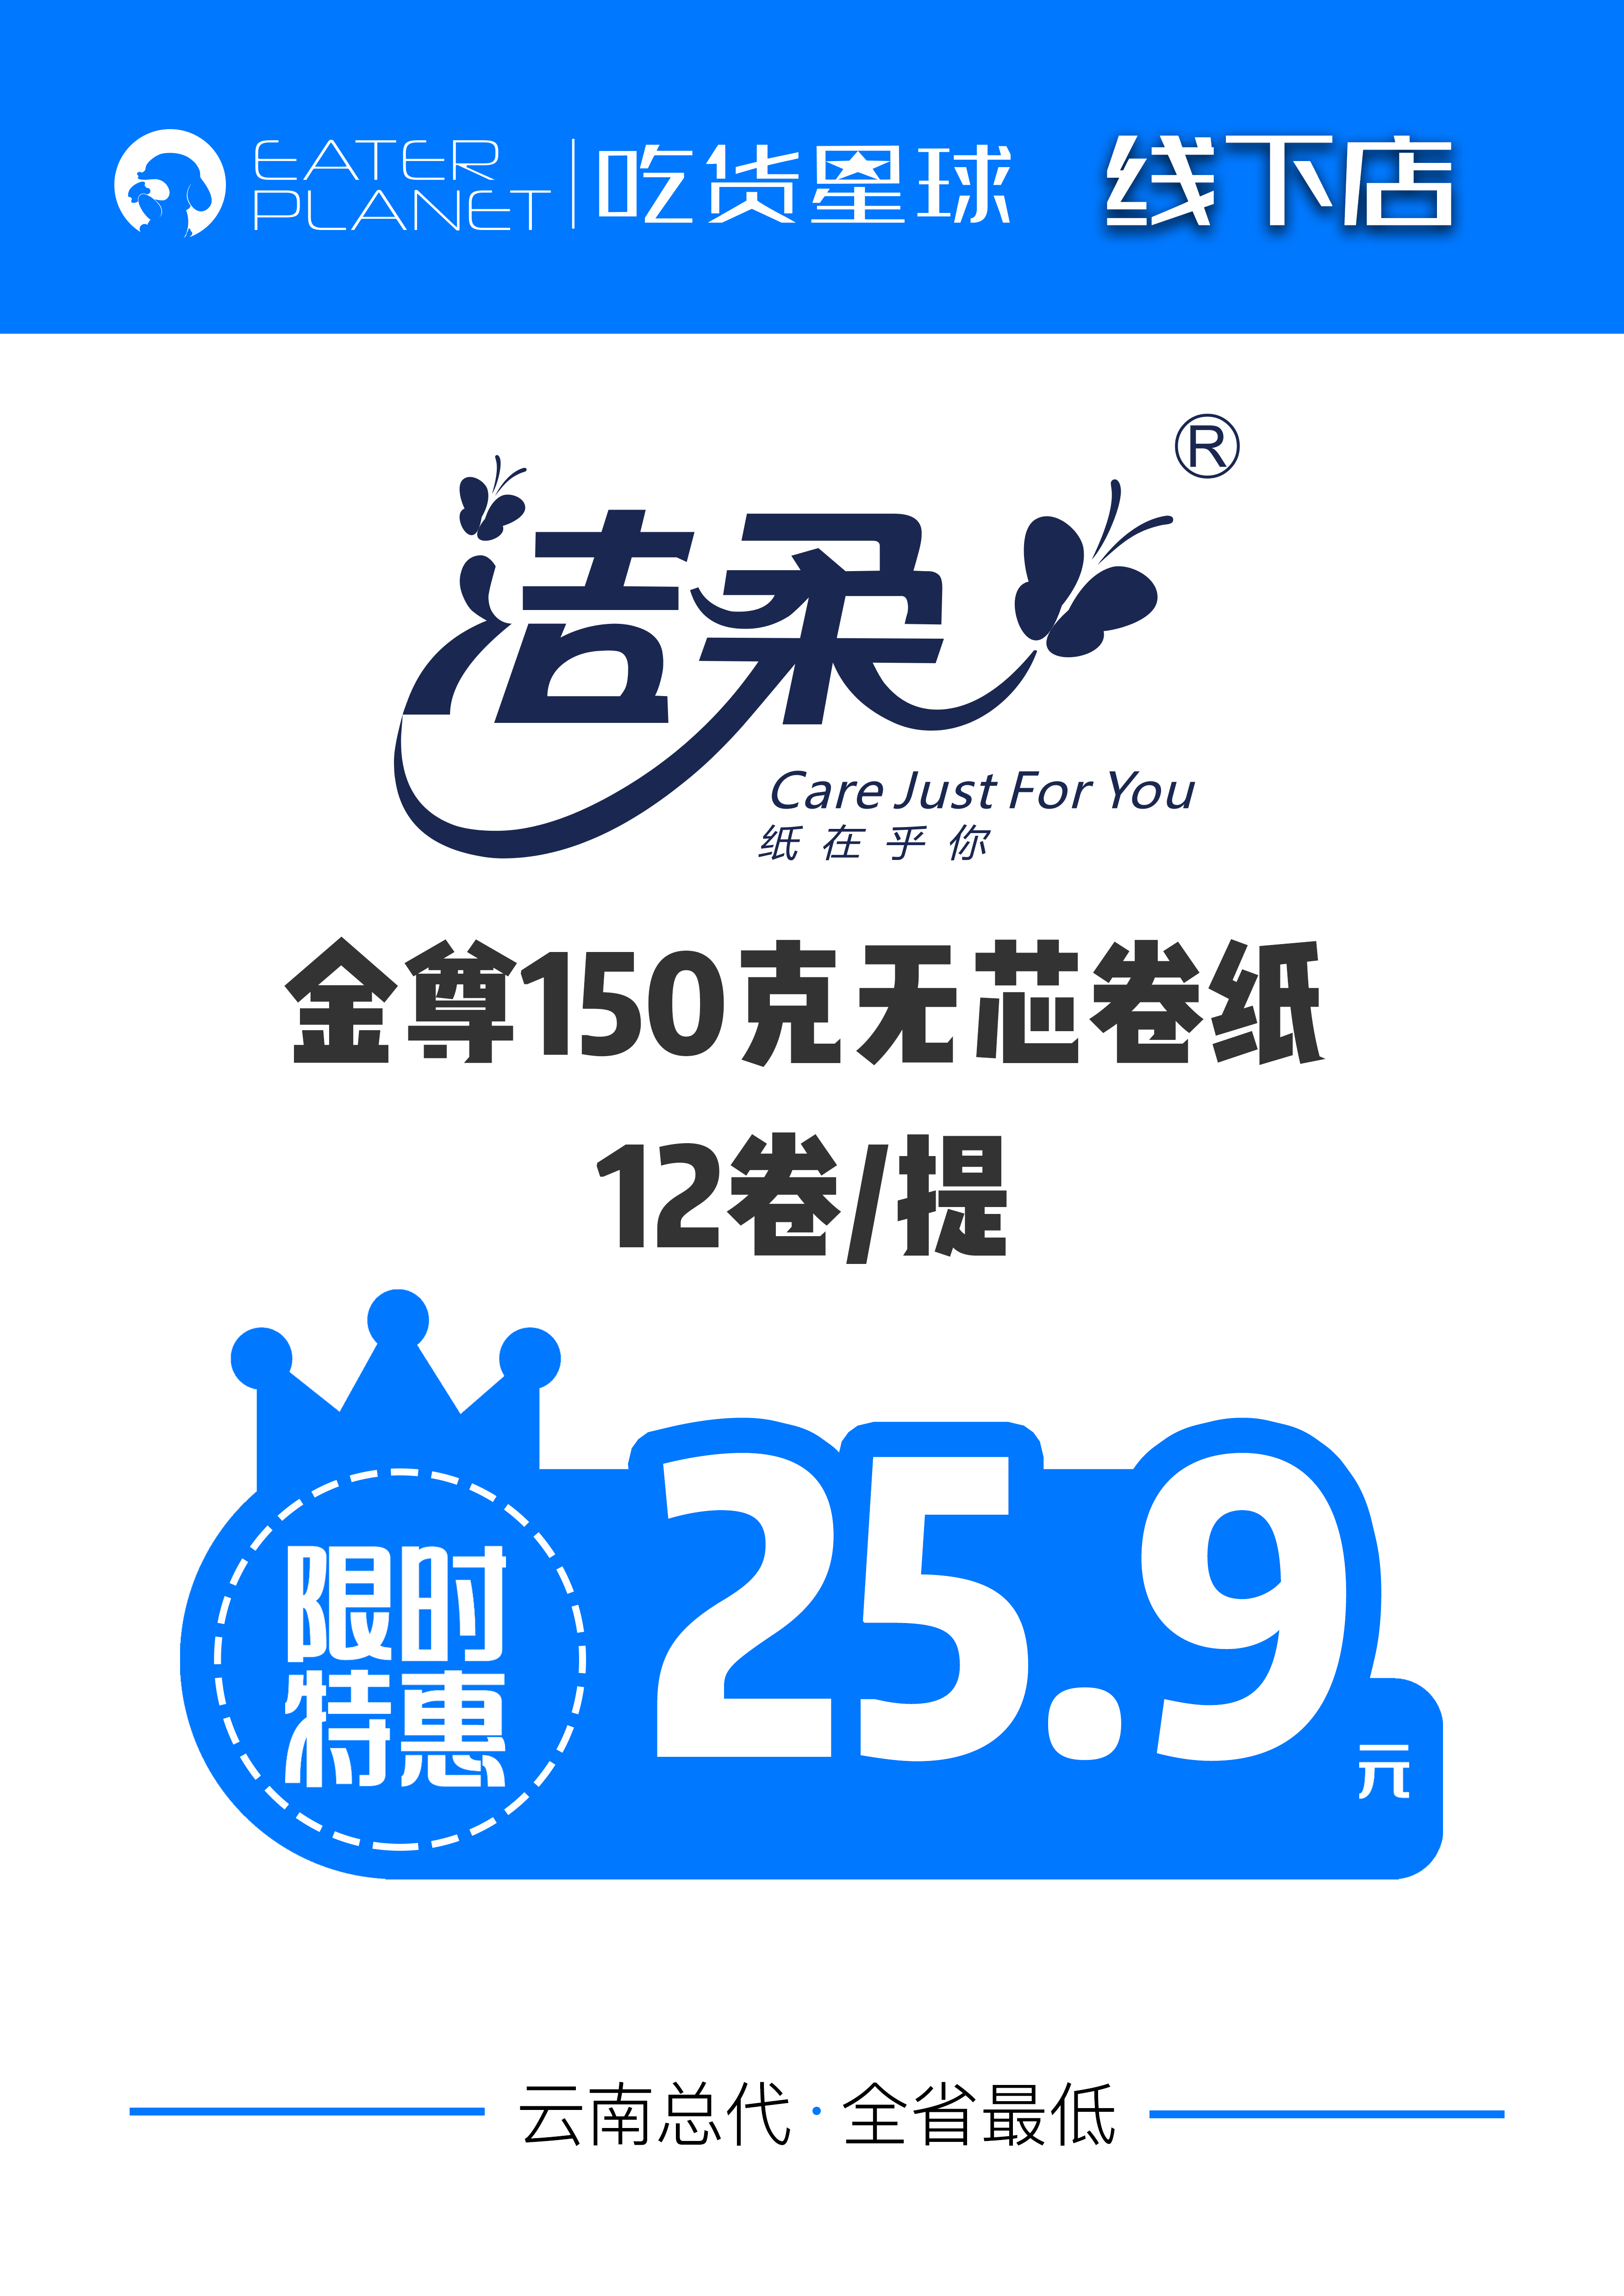 EATER
PLANET
吃货星球
线下店
洁柔®
Care Just For You
纸在乎你
金尊150克无芯卷纸
12卷/提
限时
特惠
25.9
元
云南总代·全省最低